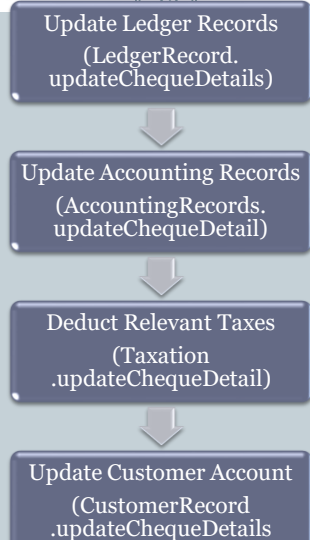 Update Ledger Records
(LedgerRecord.
updateChequeDetails)
Update Accounting Records
(AccountingRecords.
updateChequeDetail)
Deduct Relevant Taxes
(Taxation
.updateChequeDetail)
Update Customer Account
(CustomerRecord
.updateChequeDetails